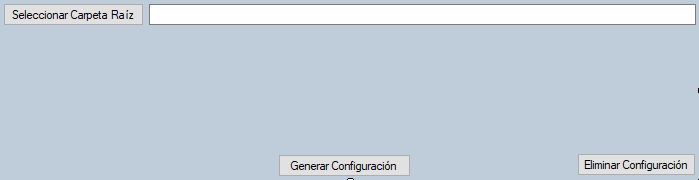 Seleccionar Carpeta Raíz
Generar Configuración
Eliminar Configuración